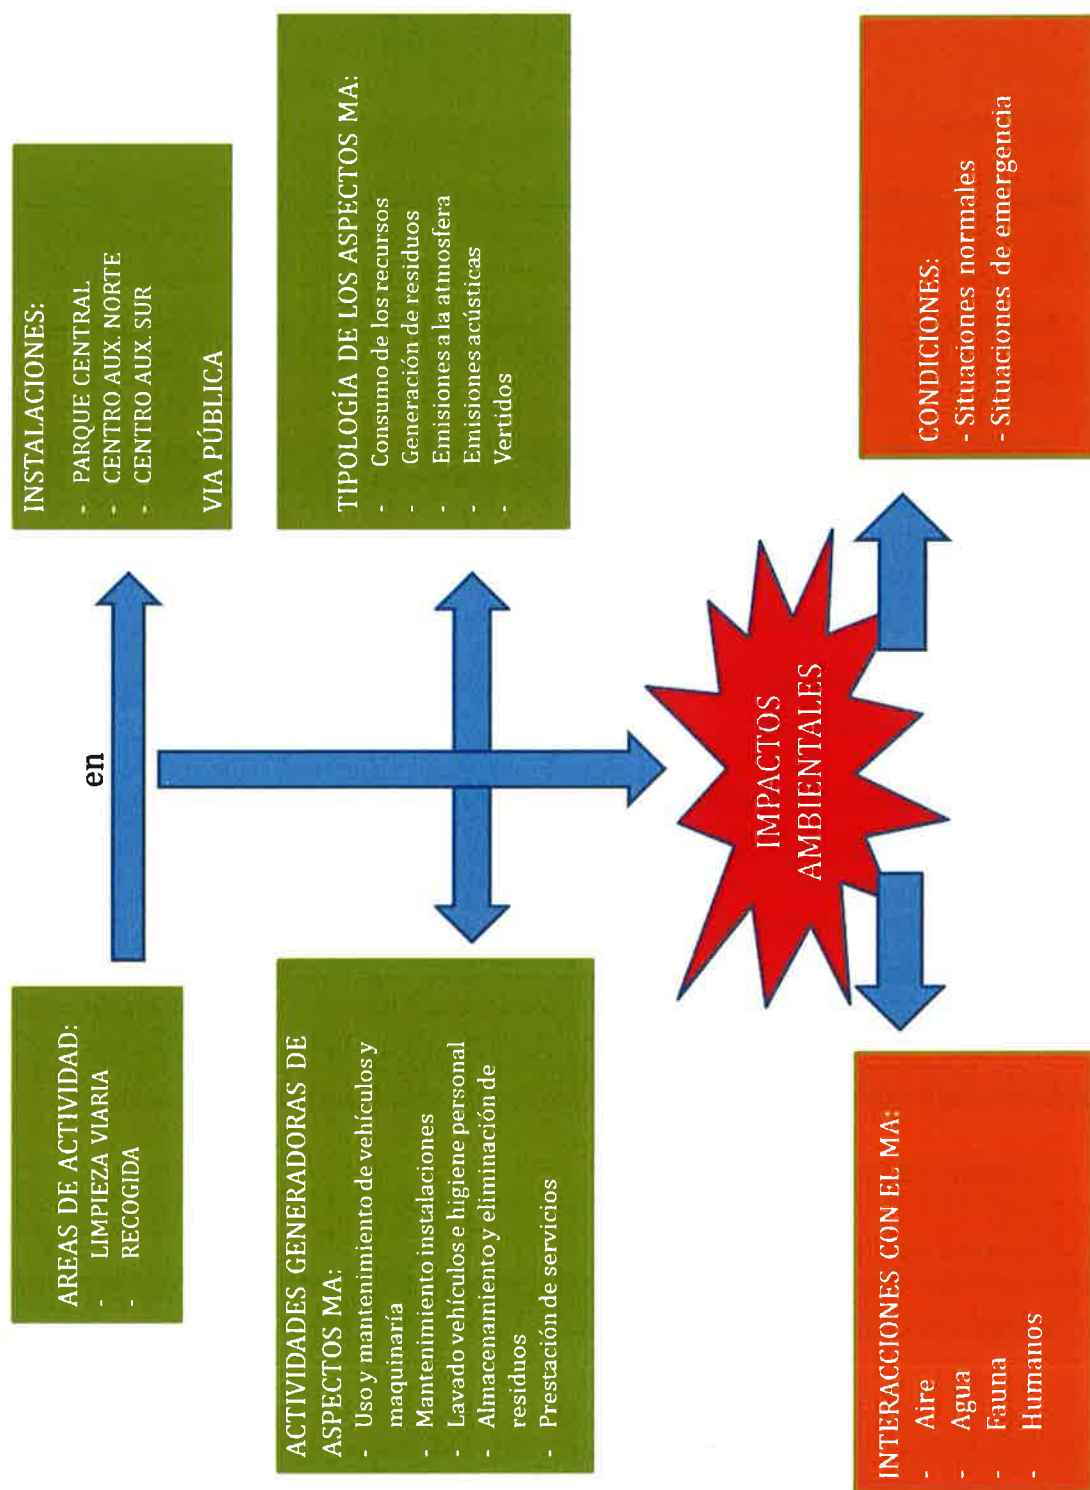 AREAS DE ACTIVIDAD:
- LIMPIEZA VIARIA
- RECOGIDA
en
INSTALACIONES:
- PARQUE CENTRAL
- CENTRO AUX. NORTE
- CENTRO AUX. SUR
VIA PÚBLICA
ACTIVIDADES GENERADORAS DE
ASPECTOS MA:
- Uso y mantenimiento de vehículos y
maquinaría
- Mantenimiento instalaciones
- Lavado vehículos e higiene personal
- Almacenamiento y eliminación de
residuos
- Prestación de servicios
TIPOLOGÍA DE LOS ASPECTOS MA:
- Consumo de los recursos
- Generación de residuos
- Emisiones a la atmosfera
- Emisiones acústicas
- Vertidos
IMPACTOS
AMBIENTALES
INTERACCIONES CON EL MA:
- Aire
- Agua
- Fauna
- Humanos
CONDICIONES:
- Situaciones normales
- Situaciones de emergencia